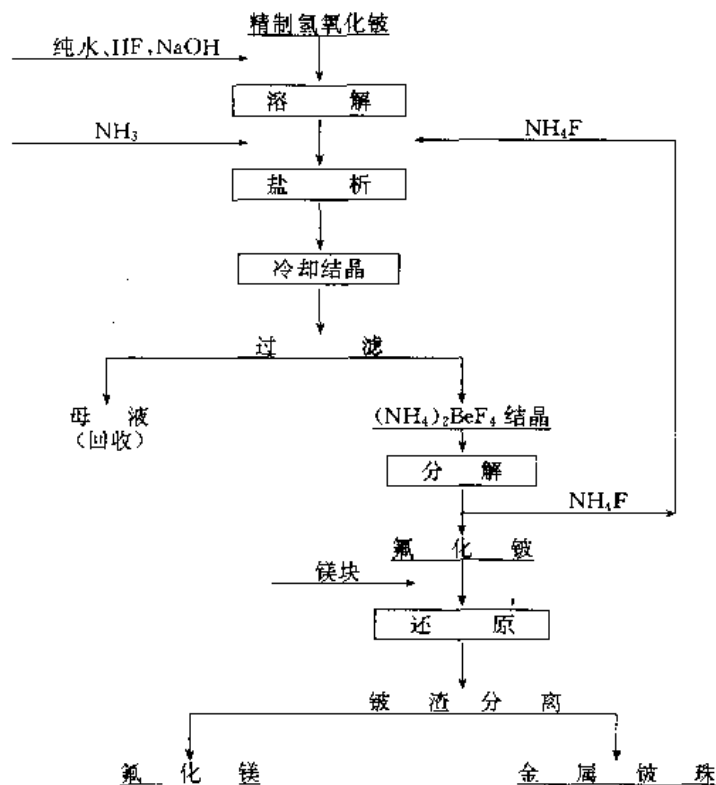 精制氢氧化铍
纯水、HF,NaOH
溶 解
NH₃
NH₄F
盐 析
冷却结晶
过 滤
母 液
(回收)
(NH₄)₂BeF₄ 结晶
分 解
NH₄F
氟 化 铍
镁块
还 原
铍 渣 分 离
氟 化 镁
金 属 铍 珠